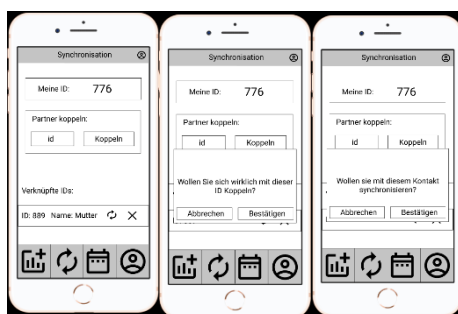 Synchronisation
Meine ID: 776
Partner koppeln:
id Koppeln
Verknüpfte IDs:
ID: 889 Name: Mutter
Synchronisation
Meine ID: 776
Partner koppeln:
id Koppeln
Wollen Sie sich wirklich mit dieser
ID Koppeln?
Abbrechen Bestätigen
Synchronisation
Meine ID: 776
Partner koppeln:
id Koppeln
Wollen sie mit diesem Kontakt
synchronisieren?
Abbrechen Bestätigen